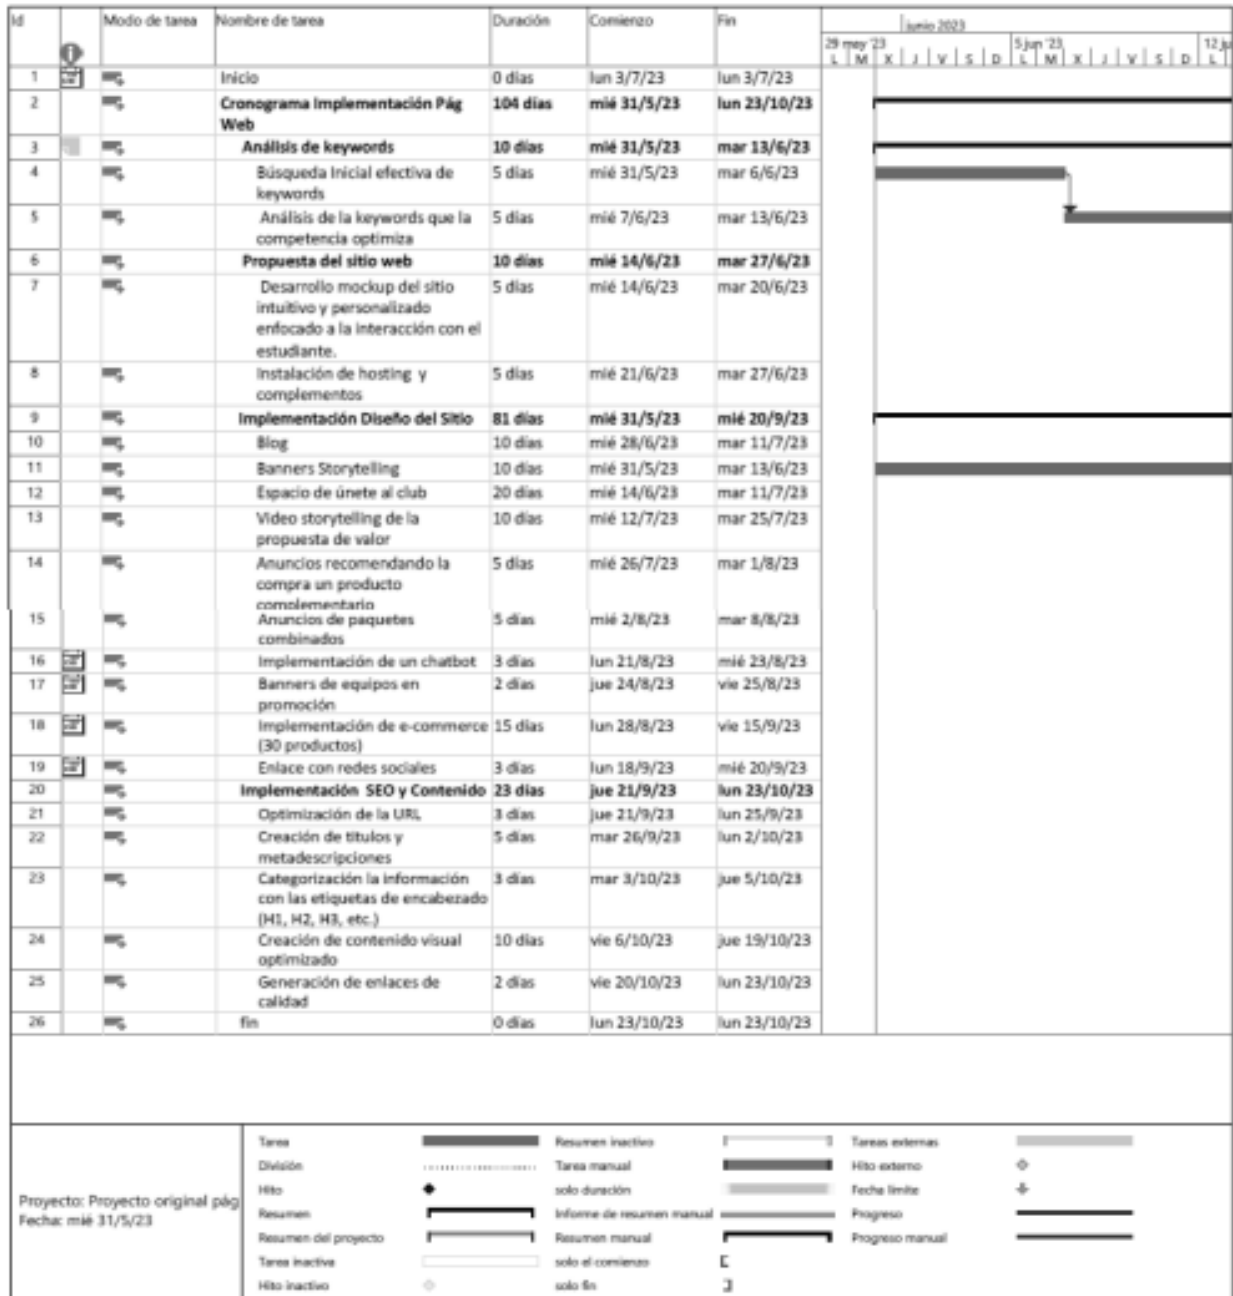 Id Modo de tarea Nombre de tarea Duración Comienzo Fin
junio 2023
29 may '23 5 jun '23 12 ju
L M X J V S D L M X J V S D L
1 Inicio 0 días lun 3/7/23 lun 3/7/23
2 Cronograma Implementación Pág 104 días mié 31/5/23 lun 23/10/23
Web
3 Análisis de keywords 10 días mié 31/5/23 mar 13/6/23
4 Búsqueda Inicial efectiva de 5 días mié 31/5/23 mar 6/6/23
keywords
5 Análisis de la keywords que la 5 días mié 7/6/23 mar 13/6/23
competencia optimiza
6 Propuesta del sitio web 10 días mié 14/6/23 mar 27/6/23
7 Desarrollo mockup del sitio 5 días mié 14/6/23 mar 20/6/23
intuitivo y personalizado
enfocado a la interacción con el
estudiante.
8 Instalación de hosting y 5 días mié 21/6/23 mar 27/6/23
complementos
9 Implementación Diseño del Sitio 81 días mié 31/5/23 mié 20/9/23
10 Blog 10 días mié 28/6/23 mar 11/7/23
11 Banners Storytelling 10 días mié 31/5/23 mar 13/6/23
12 Espacio de únete al club 20 días mié 14/6/23 mar 11/7/23
13 Video storytelling de la 10 días mié 12/7/23 mar 25/7/23
propuesta de valor
14 Anuncios recomendando la 5 días mié 26/7/23 mar 1/8/23
compra un producto
complementario
15 Anuncios de paquetes 5 días mié 2/8/23 mar 8/8/23
combinados
16 Implementación de un chatbot 3 días lun 21/8/23 mié 23/8/23
17 Banners de equipos en 2 días jue 24/8/23 vie 25/8/23
promoción
18 Implementación de e-commerce 15 días lun 28/8/23 vie 15/9/23
(30 productos)
19 Enlace con redes sociales 3 días lun 18/9/23 mié 20/9/23
20 Implementación SEO y Contenido 23 días jue 21/9/23 lun 23/10/23
21 Optimización de la URL 3 días jue 21/9/23 lun 25/9/23
22 Creación de títulos y 5 días mar 26/9/23 lun 2/10/23
metadescripciones
23 Categorización la información 3 días mar 3/10/23 jue 5/10/23
con las etiquetas de encabezado
(H1, H2, H3, etc.)
24 Creación de contenido visual 10 días vie 6/10/23 jue 19/10/23
optimizado
25 Generación de enlaces de 2 días vie 20/10/23 lun 23/10/23
calidad
26 fin 0 días lun 23/10/23 lun 23/10/23
Proyecto: Proyecto original pág
Fecha: mié 31/5/23
Tarea Resumen inactivo Tareas externas
División Tarea manual Hito externo
Hito solo duración Fecha límite
Resumen Informe de resumen manual Progreso
Resumen del proyecto Resumen manual Progreso manual
Tarea inactiva solo el comienzo
Hito inactivo solo fin